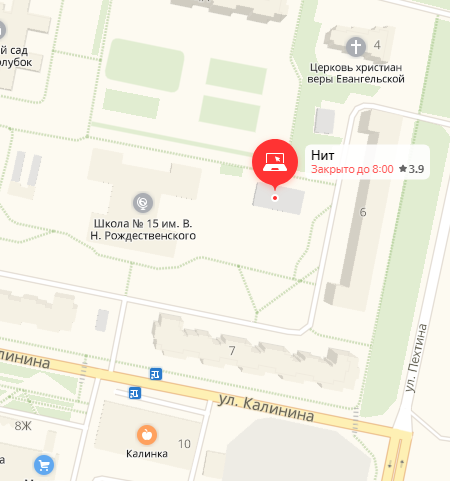 4
й сад
олубок
Церковь христиан
веры Евангельской
Нит
Закрыто до 8:00 3.9
6
Школа № 15 им. В.
Н. Рождественского
7
ул. Пехтина
алинина
ул. Калинина
8Ж
Калинка
10
а